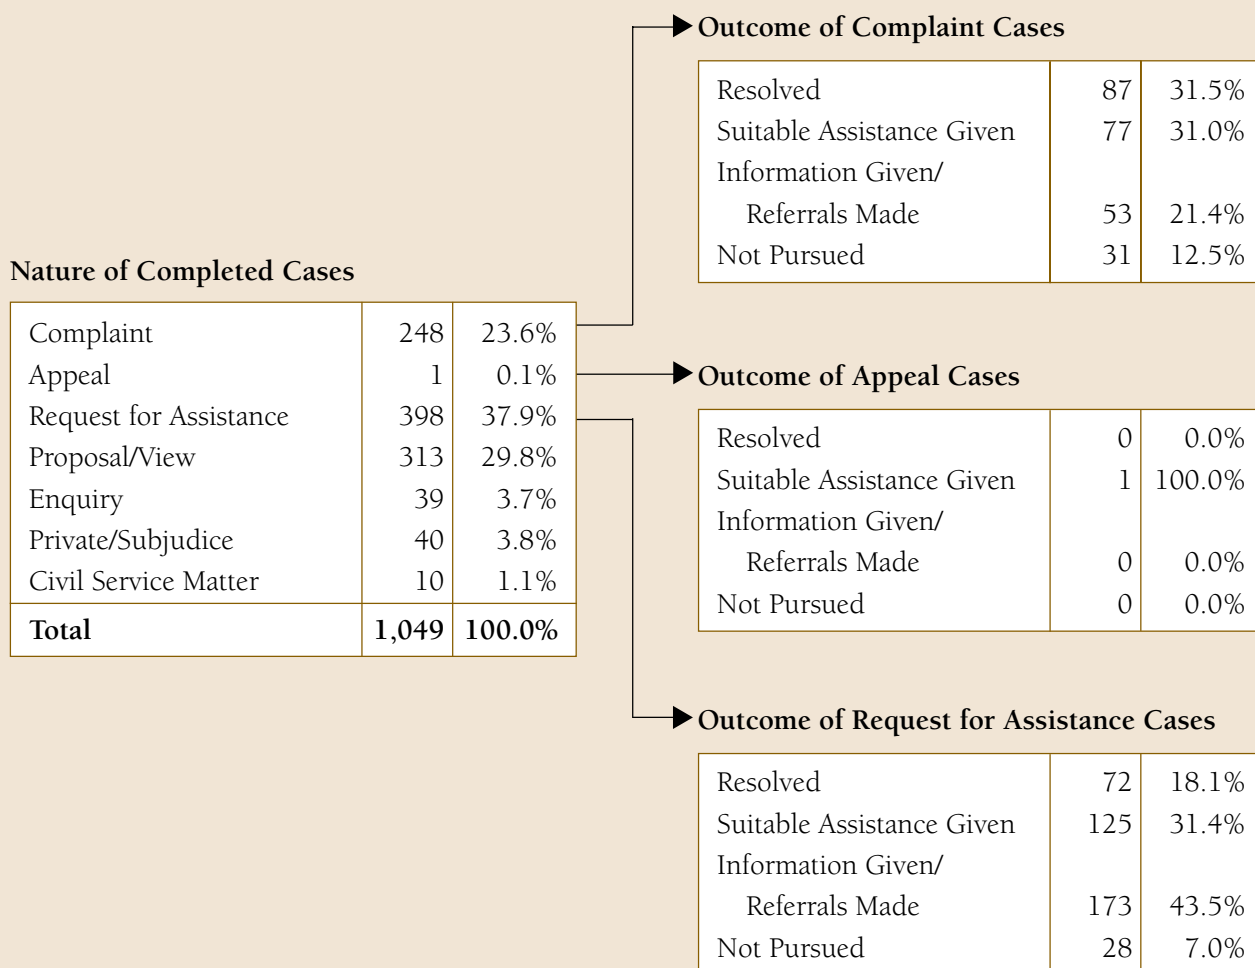 Outcome of Complaint Cases
Resolved 87 31.5%
Suitable Assistance Given 77 31.0%
Information Given/
Referrals Made 53 21.4%
Not Pursued 31 12.5%
Nature of Completed Cases
Complaint 248 23.6%
Appeal 1 0.1%
Request for Assistance 398 37.9%
Proposal/View 313 29.8%
Enquiry 39 3.7%
Private/Subjudice 40 3.8%
Civil Service Matter 10 1.1%
Total 1,049 100.0%
Outcome of Appeal Cases
Resolved 0 0.0%
Suitable Assistance Given 1 100.0%
Information Given/
Referrals Made 0 0.0%
Not Pursued 0 0.0%
Outcome of Request for Assistance Cases
Resolved 72 18.1%
Suitable Assistance Given 125 31.4%
Information Given/
Referrals Made 173 43.5%
Not Pursued 28 7.0%